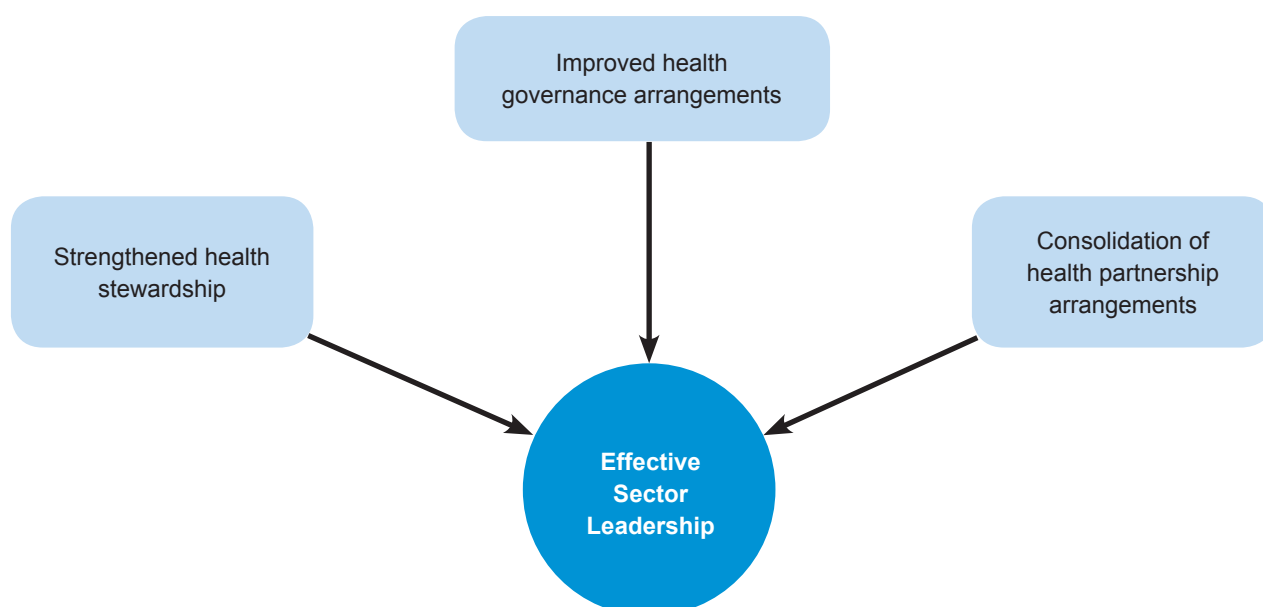 Improved health
governance arrangements
Strengthened health
stewardship
Consolidation of
health partnership
arrangements
Effective
Sector
Leadership